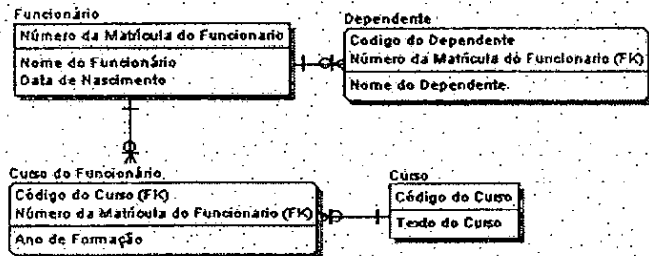 Funcionário
Número da Matrícula do Funcionario
Nome do Funcionário
Data de Nascimento
Dependente
Codigo do Dependente
Número da Matrícula do Funcionario (FK)
Nome do Dependente
Curso do Funcionário
Código do Curso (FK)
Número da Matrícula do Funcionario (FK)
Ano de Formação
Curso
Código do Curso
Texto do Curso